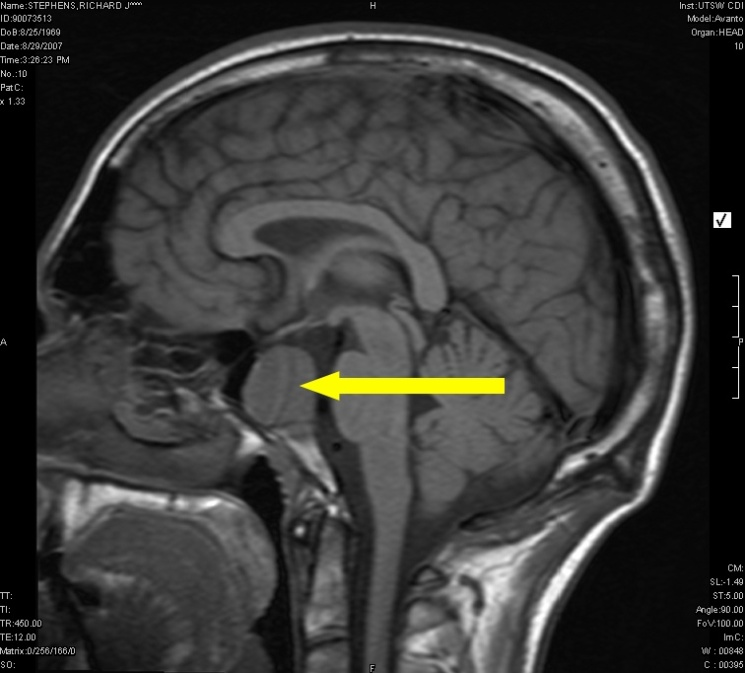 Name:STEPHENS,RICHARD J^^^^
ID:90073513
DoB:8/25/1969
Date:8/29/2007
Time:3:26:23 PM
No.:10
Pat C:
x 1.33
H
Inst:UTSW CDI
Model:Avanto
Organ:HEAD
10
A
P
TT:
TI:
TR:450.00
TE:12.00
Matrix:0/256/166/0
SO:
F
CM:
SL:-1.49
ST:5.00
Angle:90.00
FoV:100.00
ImC:
W : 00848
C : 00395